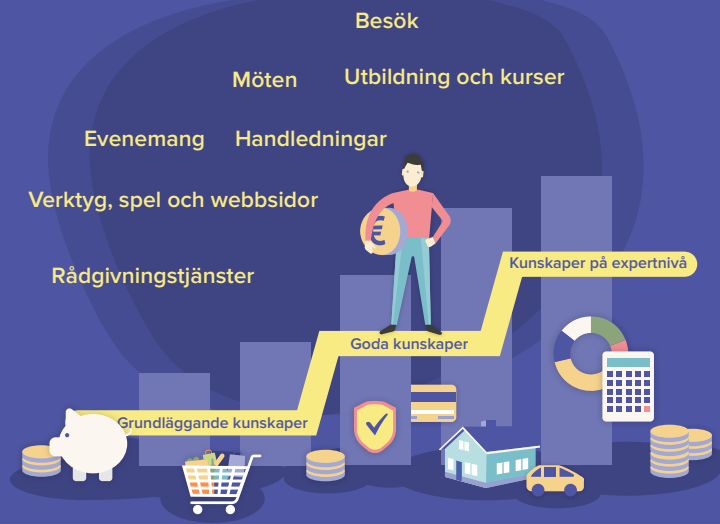 Besök
Möten
Utbildning och kurser
Evenemang
Handledningar
Verktyg, spel och webbsidor
Rådgivningstjänster
Kunskaper på expertnivå
Goda kunskaper
Grundläggande kunskaper
€